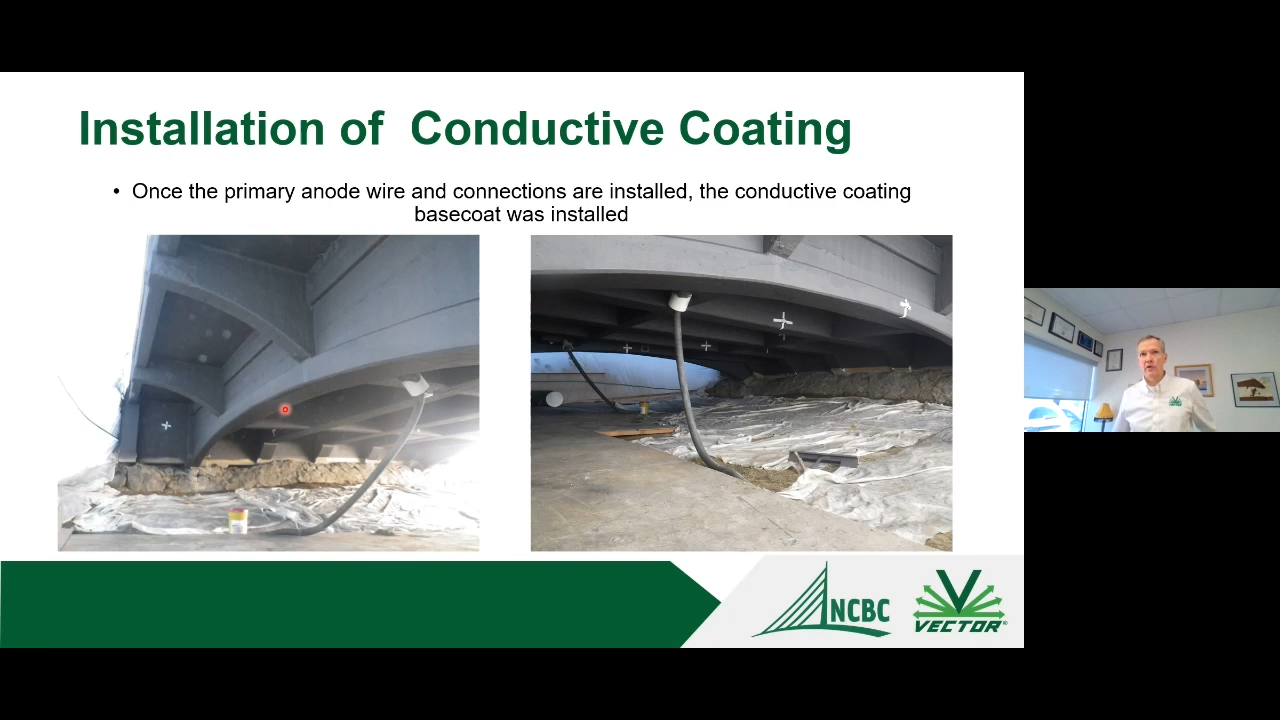 Installation of  Conductive Coating
• Once the primary anode wire and connections are installed, the conductive coating
basecoat was installed
NCBC
VECTOR®